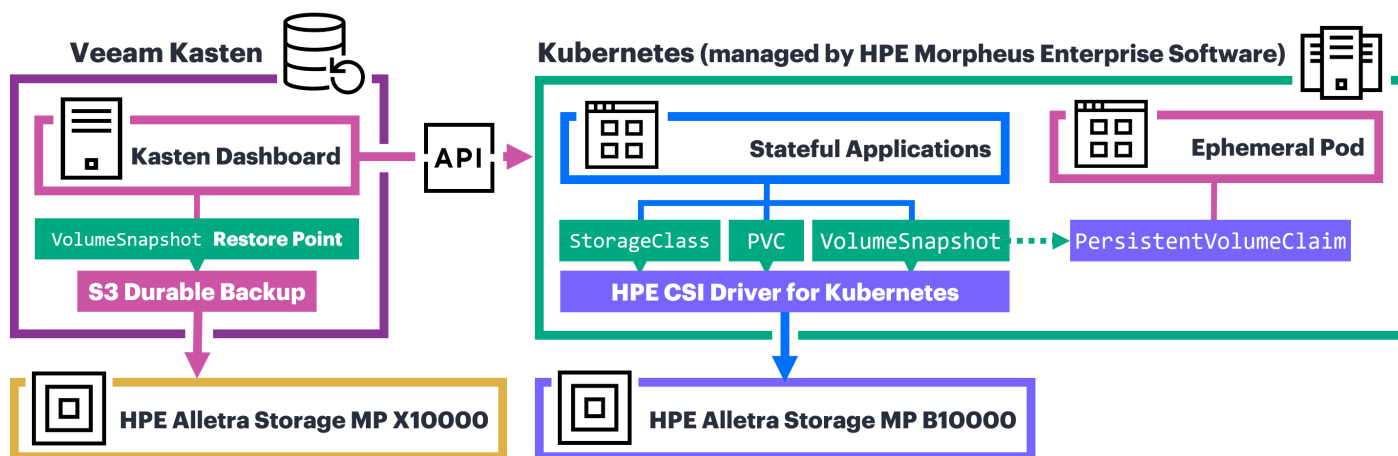 Veeam Kasten
Kubernetes (managed by HPE Morpheus Enterprise Software)
Kasten Dashboard
API
Stateful Applications
Ephemeral Pod
VolumeSnapshot Restore Point
StorageClass
PVC
VolumeSnapshot
PersistentVolumeClaim
S3 Durable Backup
HPE CSI Driver for Kubernetes
HPE Alletra Storage MP X10000
HPE Alletra Storage MP B10000